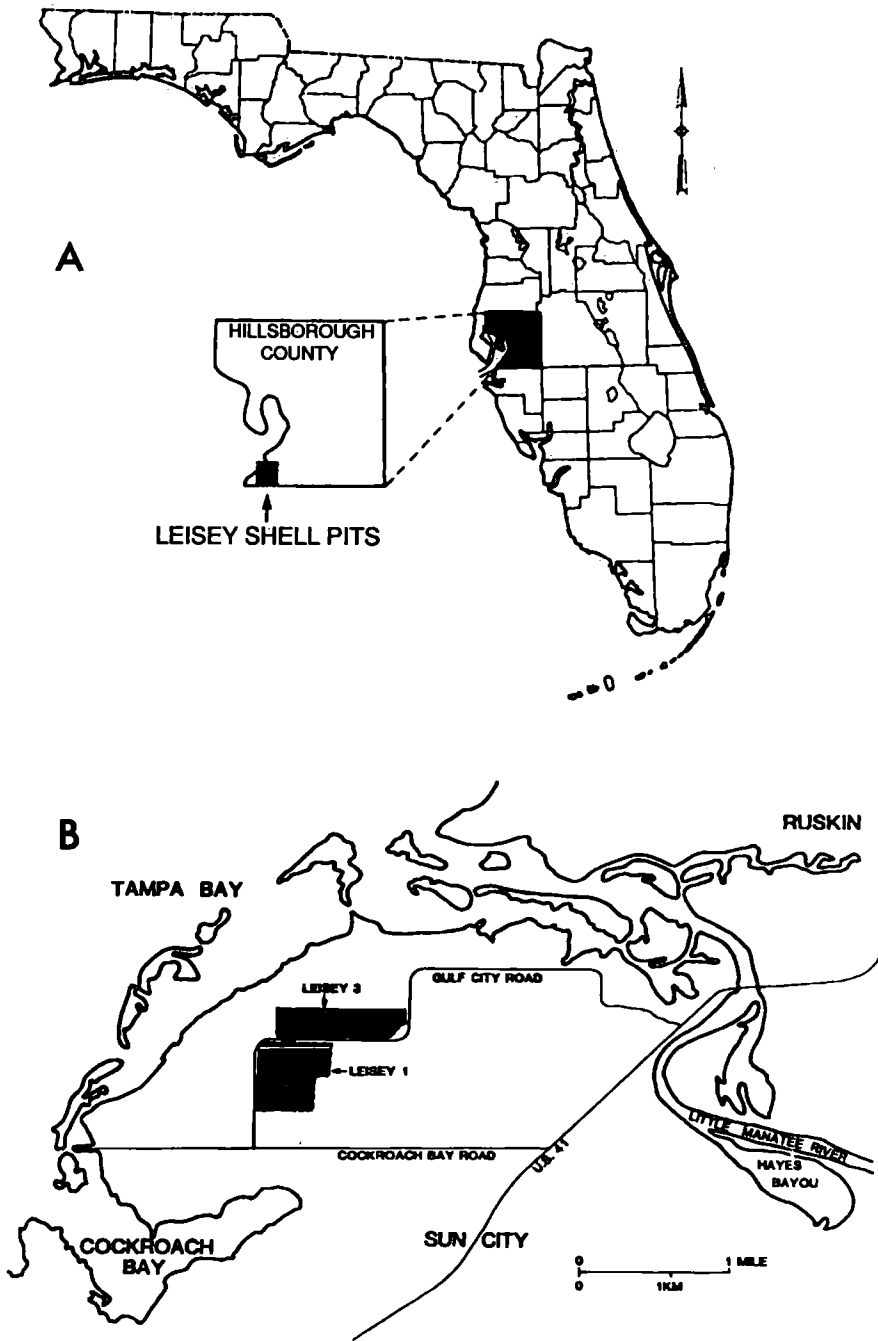 A
HILLSBOROUGH
COUNTY
LEISEY SHELL PITS
B
RUSKIN
TAMPA BAY
GULF CITY ROAD
LEISEY 3
LEISEY 1
LITTLE MANATEE RIVER
COCKROACH BAY ROAD
U.S. 41
HAYES
BAYOU
COCKROACH
BAY
SUN CITY
0 1 MILE
0 1KM